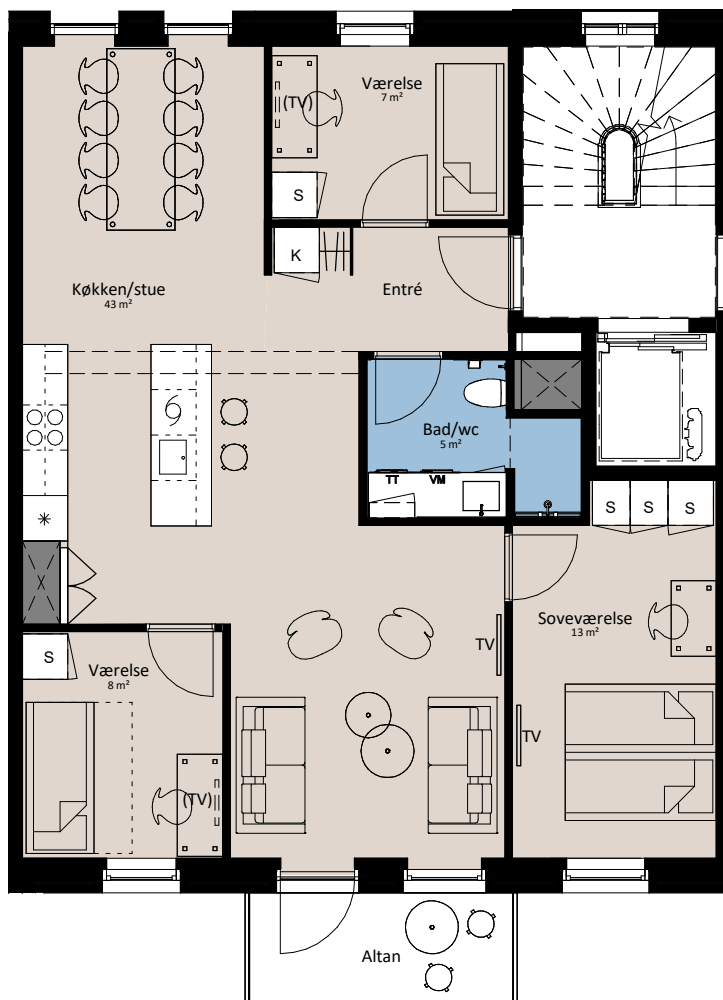 Værelse
7 m²
(TV)
S
K
Køkken/stue
43 m²
Entré
Bad/wc
5 m²
TT
VM
S
S
S
Soveværelse
13 m²
S
Værelse
8 m²
TV
TV
(TV)
Altan